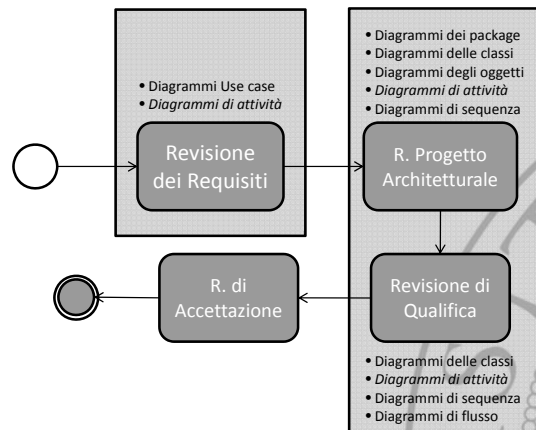 • Diagrammi Use case
• Diagrammi di attività
Revisione
dei Requisiti
• Diagrammi dei package
• Diagrammi delle classi
• Diagrammi degli oggetti
• Diagrammi di attività
• Diagrammi di sequenza
R. Progetto
Architetturale
R. di
Accettazione
Revisione di
Qualifica
• Diagrammi delle classi
• Diagrammi di attività
• Diagrammi di sequenza
• Diagrammi di flusso